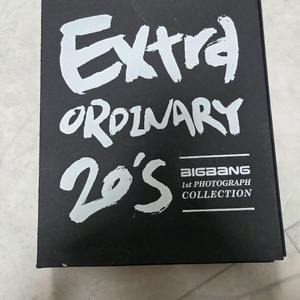 Extra
ORDINARY
20'S
BIGBANG
1st PHOTOGRAPH
COLLECTION